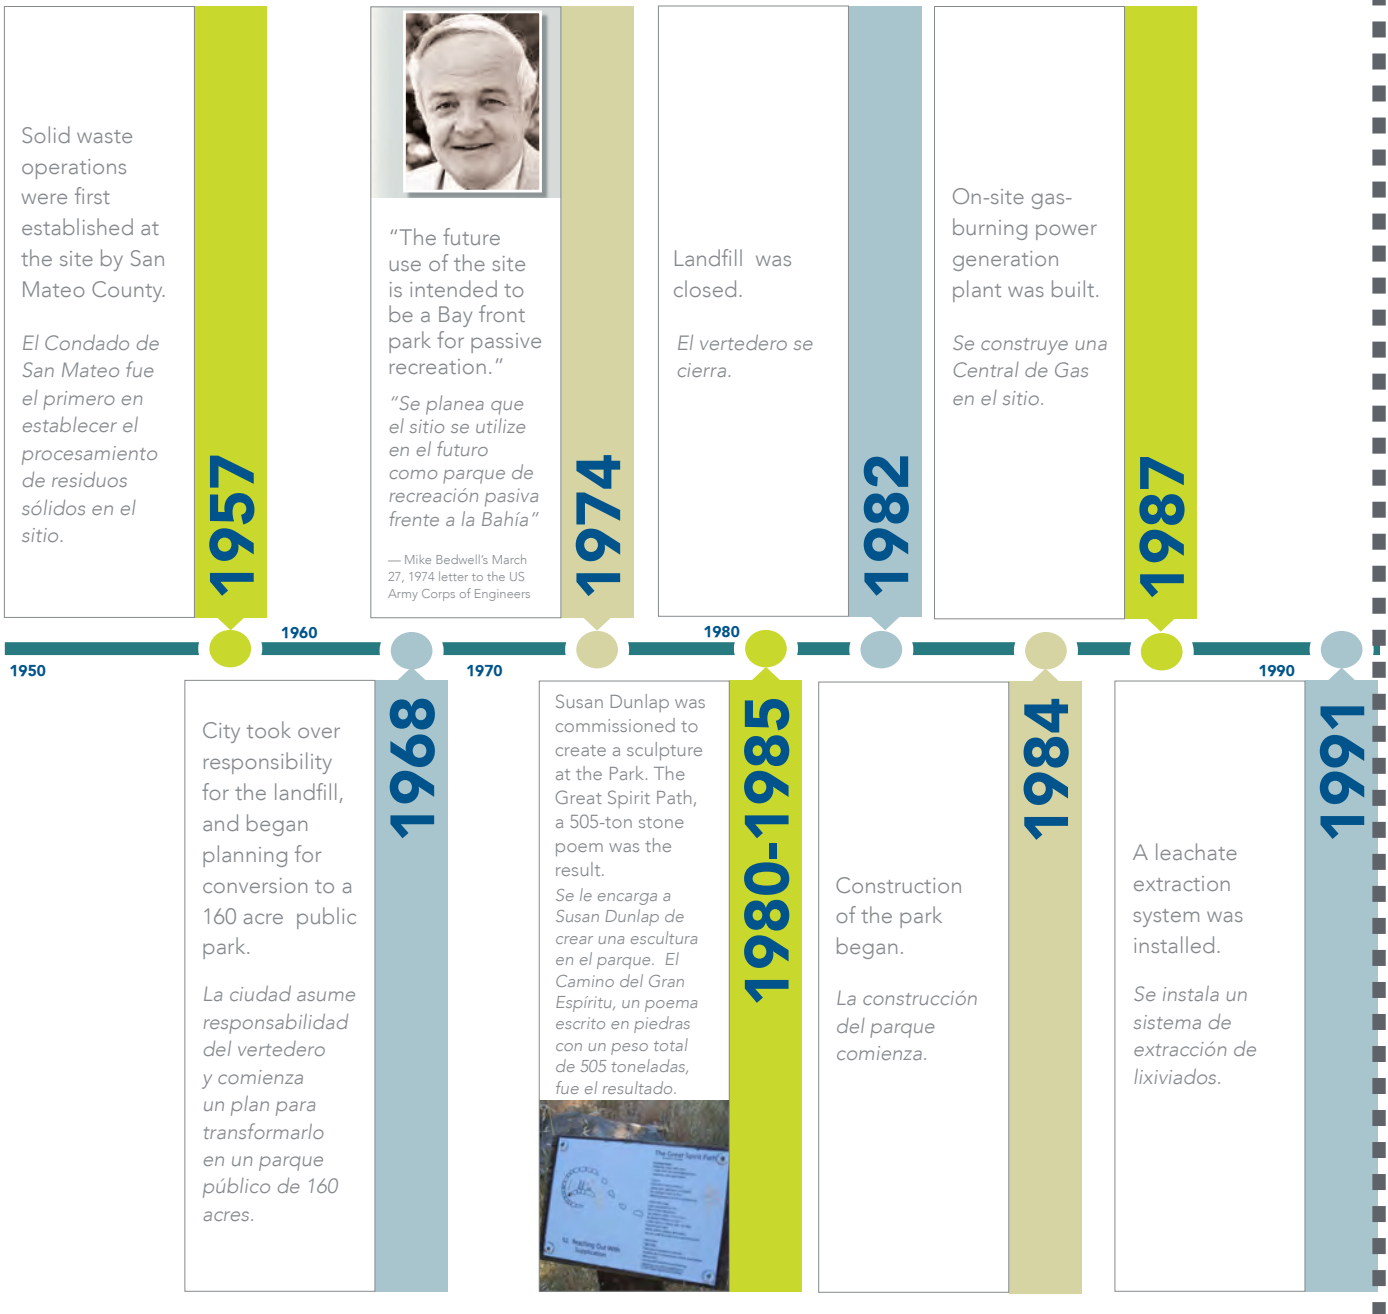 Solid waste
operations
were first
established at
the site by San
Mateo County.
El Condado de
San Mateo fue
el primero en
establecer el
procesamiento
de residuos
sólidos en el
sitio.
1957
“The future
use of the site
is intended to
be a Bay front
park for passive
recreation.”
“Se planea que
el sitio se utilize
en el futuro
como parque de
recreación pasiva
frente a la Bahía”
— Mike Bedwell’s March
27, 1974 letter to the US
Army Corps of Engineers
1974
Landfill was
closed.
El vertedero se
cierra.
1982
On-site gas-
burning power
generation
plant was built.
Se construye una
Central de Gas
en el sitio.
1987
1950
1960
1970
1980
1990
City took over
responsibility
for the landfill,
and began
planning for
conversion to a
160 acre public
park.
La ciudad asume
responsabilidad
del vertedero
y comienza
un plan para
transformarlo
en un parque
público de 160
acres.
1968
Susan Dunlap was
commissioned to
create a sculpture
at the Park. The
Great Spirit Path,
a 505-ton stone
poem was the
result.
Se le encarga a
Susan Dunlap de
crear una escultura
en el parque. El
Camino del Gran
Espíritu, un poema
escrito en piedras
con un peso total
de 505 toneladas,
fue el resultado.
The Great Spirit Path
Reaching Out With
Supplication
1980-1985
Construction
of the park
began.
La construcción
del parque
comienza.
1984
A leachate
extraction
system was
installed.
Se instala un
sistema de
extracción de
lixiviados.
1991